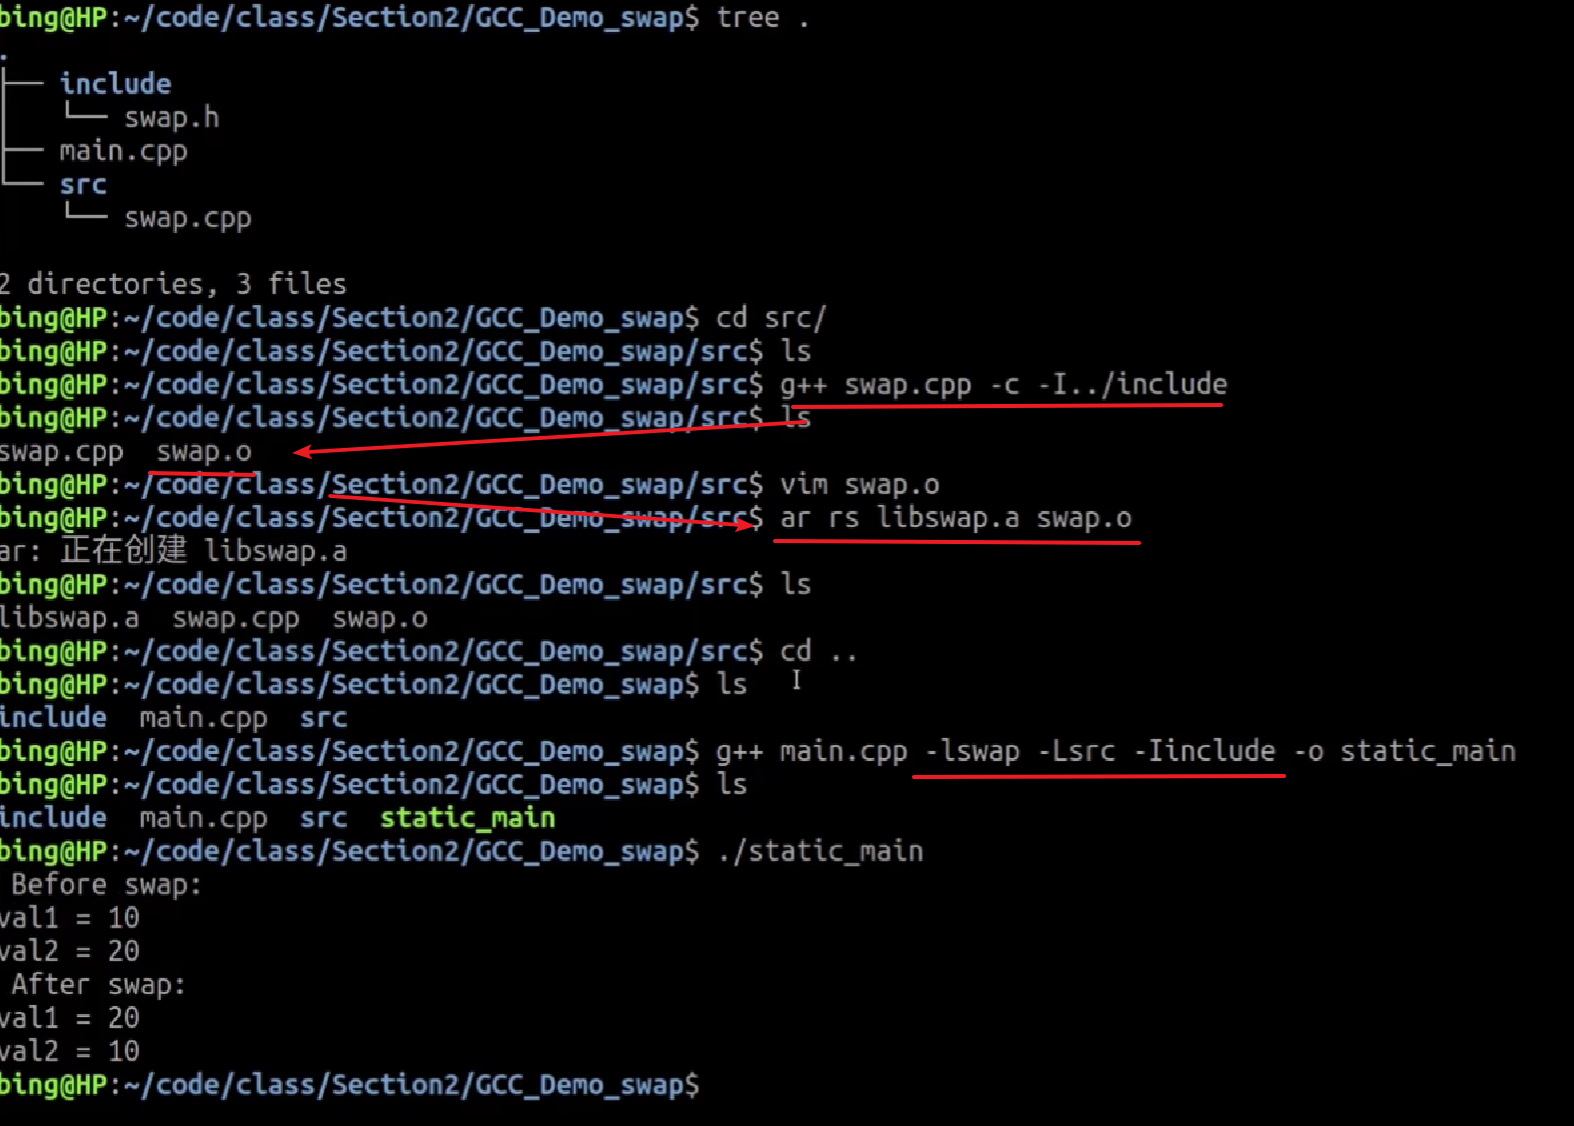 bing@HP:~/code/class/Section2/GCC_Demo_swap$ tree .
.
├── include
│   └── swap.h
├── main.cpp
└── src
    └── swap.cpp
2 directories, 3 files
bing@HP:~/code/class/Section2/GCC_Demo_swap$ cd src/
bing@HP:~/code/class/Section2/GCC_Demo_swap/src$ ls
bing@HP:~/code/class/Section2/GCC_Demo_swap/src$ g++ swap.cpp -c -I../include
bing@HP:~/code/class/Section2/GCC_Demo_swap/src$ ls
swap.cpp  swap.o
bing@HP:~/code/class/Section2/GCC_Demo_swap/src$ vim swap.o
bing@HP:~/code/class/Section2/GCC_Demo_swap/src$ ar rs libswap.a swap.o
ar: 正在创建 libswap.a
bing@HP:~/code/class/Section2/GCC_Demo_swap/src$ ls
libswap.a  swap.cpp  swap.o
bing@HP:~/code/class/Section2/GCC_Demo_swap/src$ cd ..
bing@HP:~/code/class/Section2/GCC_Demo_swap$ ls
include  main.cpp  src
bing@HP:~/code/class/Section2/GCC_Demo_swap$ g++ main.cpp -lswap -Lsrc -Iinclude -o static_main
bing@HP:~/code/class/Section2/GCC_Demo_swap$ ls
include  main.cpp  src  static_main
bing@HP:~/code/class/Section2/GCC_Demo_swap$ ./static_main
Before swap:
val1 = 10
val2 = 20
After swap:
val1 = 20
val2 = 10
bing@HP:~/code/class/Section2/GCC_Demo_swap$